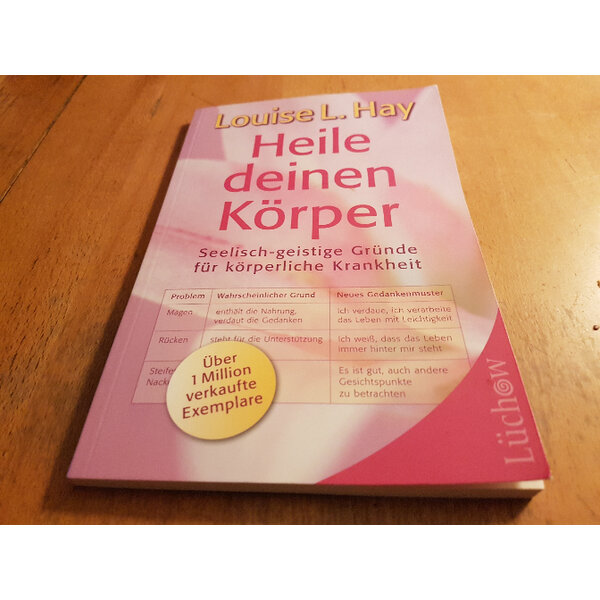 Louise L. Hay
Heile
deinen
Körper
Seelisch-geistige Gründe
für körperliche Krankheit
Problem Wahrscheinlicher Grund Neues Gedankenmuster
Magen enthält die Nahrung, Ich verdaue, ich verarbeite
verdaut die Gedanken das Leben mit Leichtigkeit
Rücken steht für die Unterstützung Ich weiß, dass das Leben
immer hinter mir steht
Steifer Es ist gut, auch andere
Gesichtspunkte
zu betrachten
Über
1 Million
verkaufte
Exemplare
Lüchow